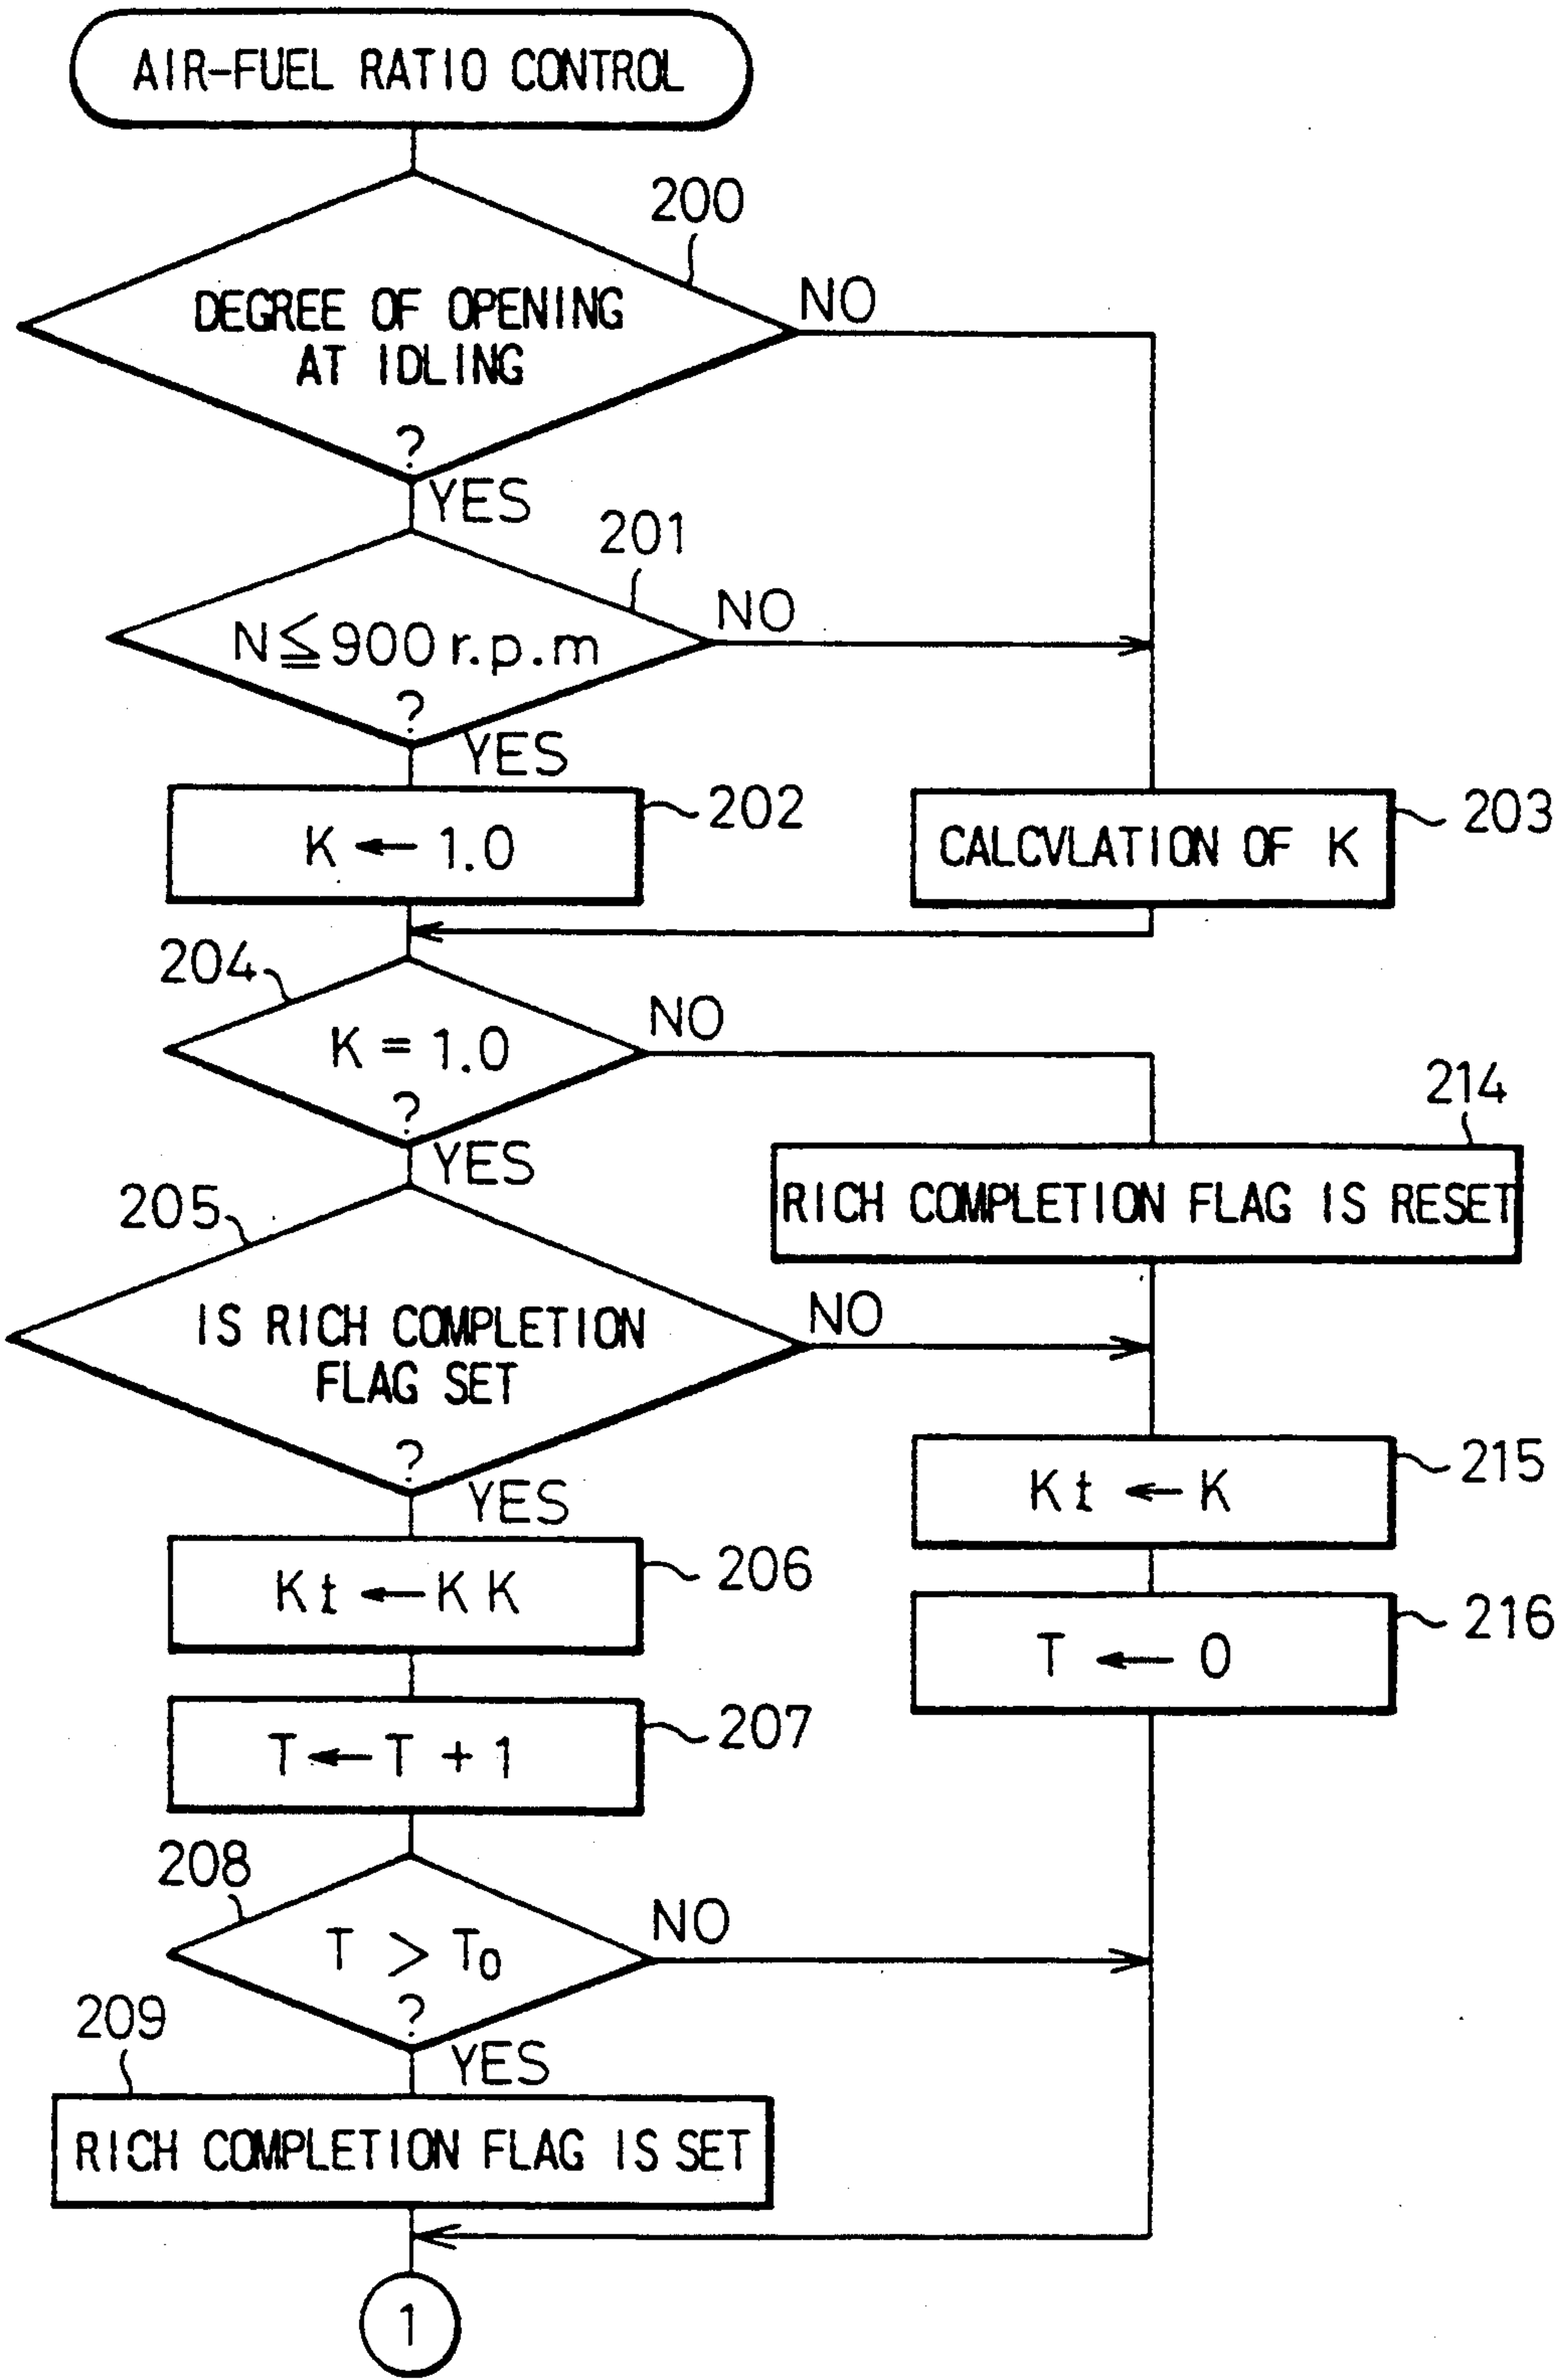 AIR-FUEL RATIO CONTROL
200
DEGREE OF OPENING
AT IDLING
?
NO
YES
201
N≦900 r.p.m
?
NO
YES
K ← 1.0
202
CALCVLATION OF K
203
204
K = 1.0
?
NO
YES
214
RICH COMPLETION FLAG IS RESET
205
IS RICH COMPLETION
FLAG SET
?
NO
YES
Kt ← K
215
Kt ← KK
206
T ← 0
216
T ← T + 1
207
208
T > T0
?
NO
YES
209
RICH COMPLETION FLAG IS SET
1